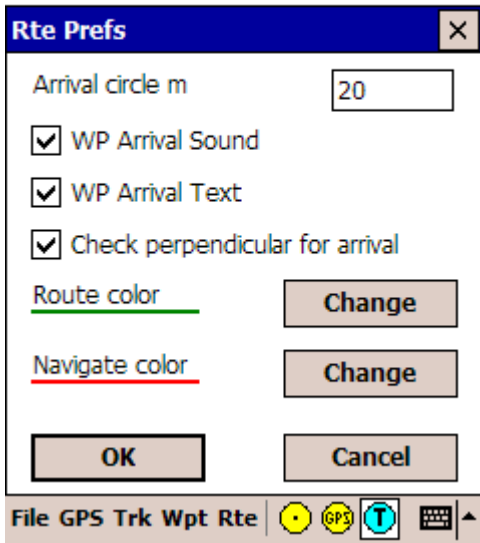 Rte Prefs
Arrival circle m 20
WP Arrival Sound
WP Arrival Text
Check perpendicular for arrival
Route color Change
Navigate color Change
OK Cancel
File GPS Trk Wpt Rte GPS T